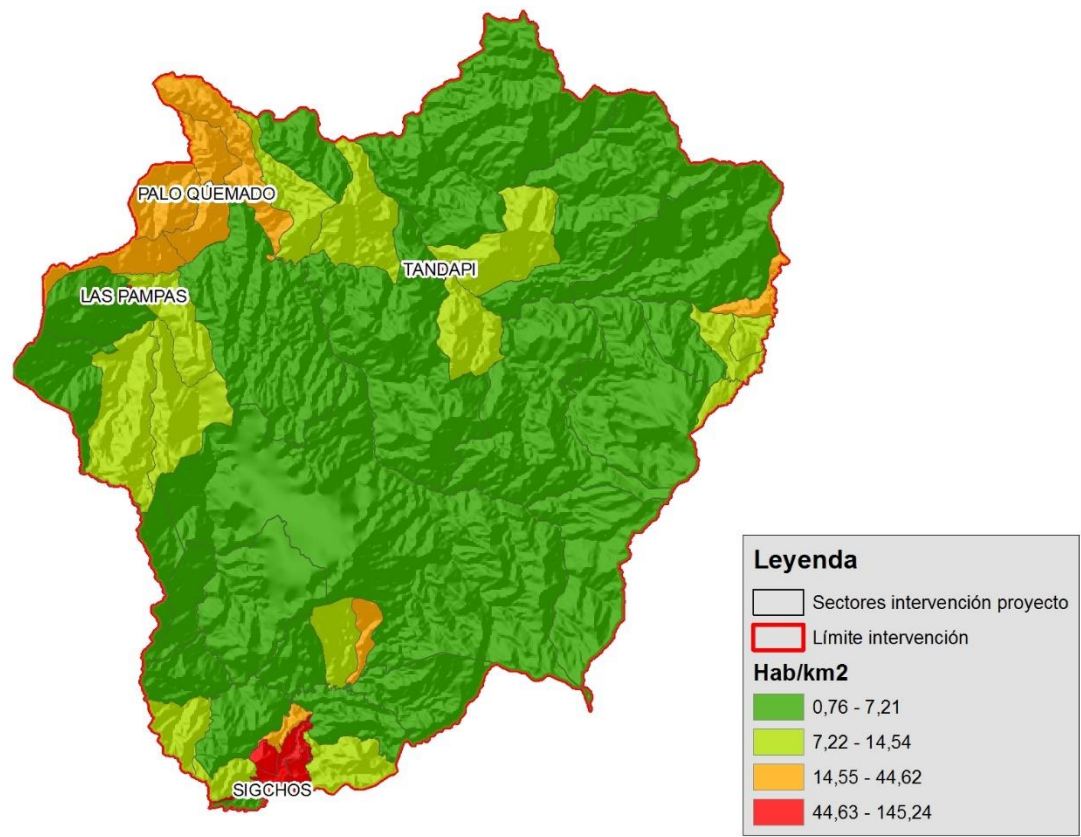 PALO QUEMADO
TANDAPI
LAS PAMPAS
SIGCHOS
Leyenda
Sectores intervención proyecto
Límite intervención
Hab/km2
0,76 - 7,21
7,22 - 14,54
14,55 - 44,62
44,63 - 145,24